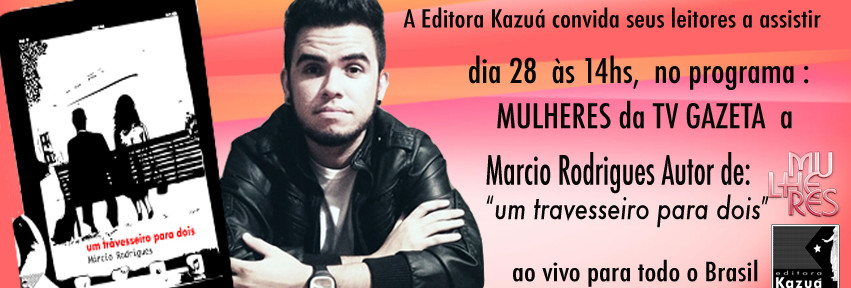 A Editora Kazuá convida seus leitores a assistir
dia 28 às 14hs, no programa :
MULHERES da TV GAZETA a
Marcio Rodrigues Autor de:
“um travesseiro para dois”
MULHERES
ao vivo para todo o Brasil
editora
Kazuá
um travesseiro para dois
Márcio Rodrigues